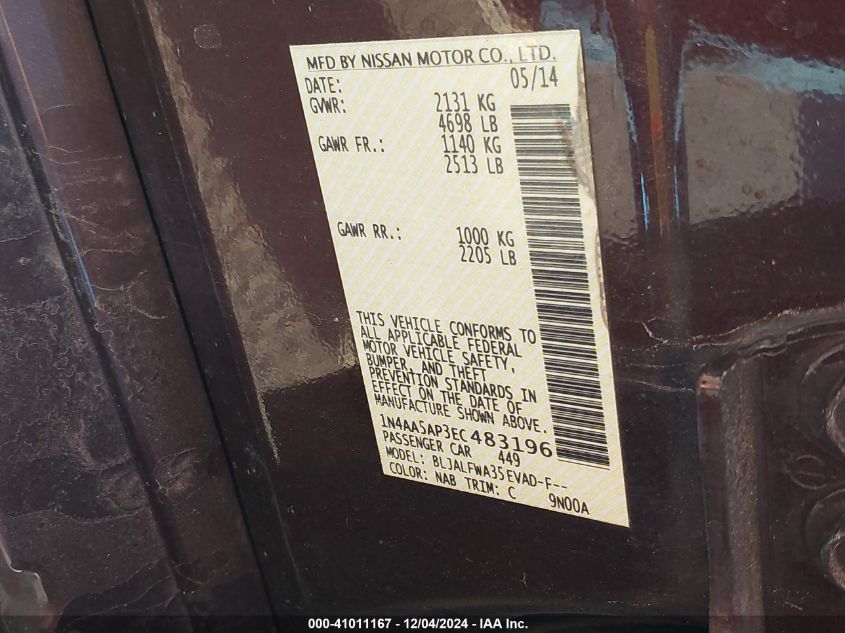 MFD BY NISSAN MOTOR CO., LTD.
DATE: 05/14
GVWR: 2131 KG
4698 LB
GAWR FR.: 1140 KG
2513 LB
GAWR RR.: 1000 KG
2205 LB
THIS VEHICLE CONFORMS TO
ALL APPLICABLE FEDERAL
MOTOR VEHICLE SAFETY,
BUMPER, AND THEFT
PREVENTION STANDARDS IN
EFFECT ON THE DATE OF
MANUFACTURE SHOWN ABOVE.
1N4AA5AP3EC483196
PASSENGER CAR 449
MODEL: BLJALFWA35EVAD-F--
COLOR: NAB TRIM: C 9N00A
000-41011167 - 12/04/2024 - IAA Inc.